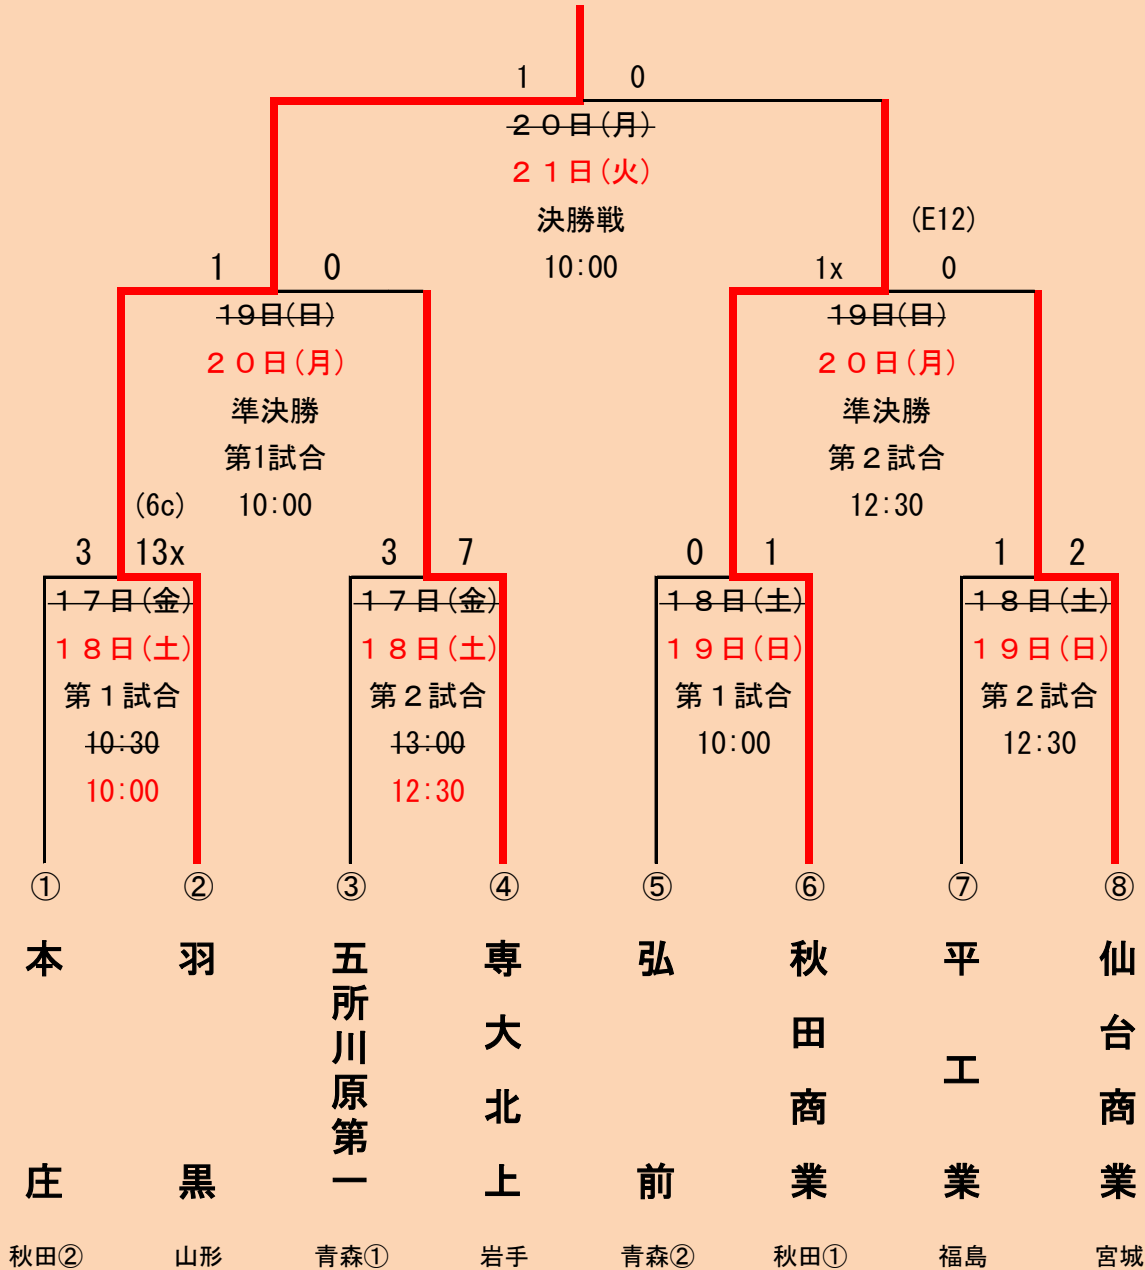 1 0
20日(月)
21日(火)
決勝戦
10:00
(E12)
1 0
19日(日)
20日(月)
準決勝
第1試合
10:00
1x 0
19日(日)
20日(月)
準決勝
第2試合
12:30
(6c)
3 13x
17日(金)
18日(土)
第1試合
10:30
10:00
3 7
17日(金)
18日(土)
第2試合
13:00
12:30
0 1
18日(土)
19日(日)
第1試合
10:00
1 2
18日(土)
19日(日)
第2試合
12:30
① ② ③ ④ ⑤ ⑥ ⑦ ⑧
本庄
羽黒
五所川原第一
専大北上
弘前
秋田商業
平工業
仙台商業
秋田② 山形 青森① 岩手 青森② 秋田① 福島 宮城